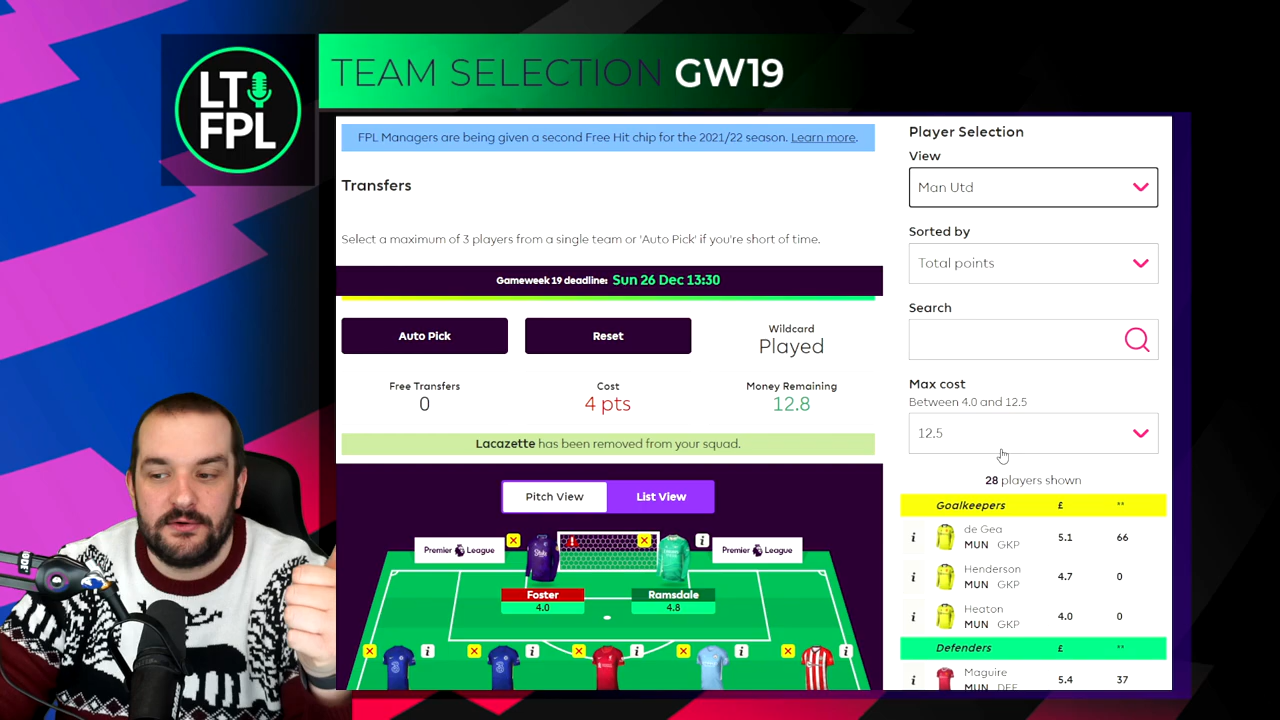 LT
FPL
TEAM SELECTION GW19
FPL Managers are being given a second Free Hit chip for the 2021/22 season. Learn more.
Transfers
Select a maximum of 3 players from a single team or 'Auto Pick' if you're short of time.
Gameweek 19 deadline: Sun 26 Dec 13:30
Auto Pick
Reset
Wildcard
Played
Free Transfers
0
Cost
4 pts
Money Remaining
12.8
Lacazette has been removed from your squad.
Pitch View
List View
Premier League
Premier League
Foster
4.0
Ramsdale
4.8
Player Selection
View
Man Utd
Sorted by
Total points
Search
Max cost
Between 4.0 and 12.5
12.5
28 players shown
Goalkeepers £ **
de Gea
MUN GKP 5.1 66
Henderson
MUN GKP 4.7 0
Heaton
MUN GKP 4.0 0
Defenders £ **
Maguire
MUN DEF 5.4 37